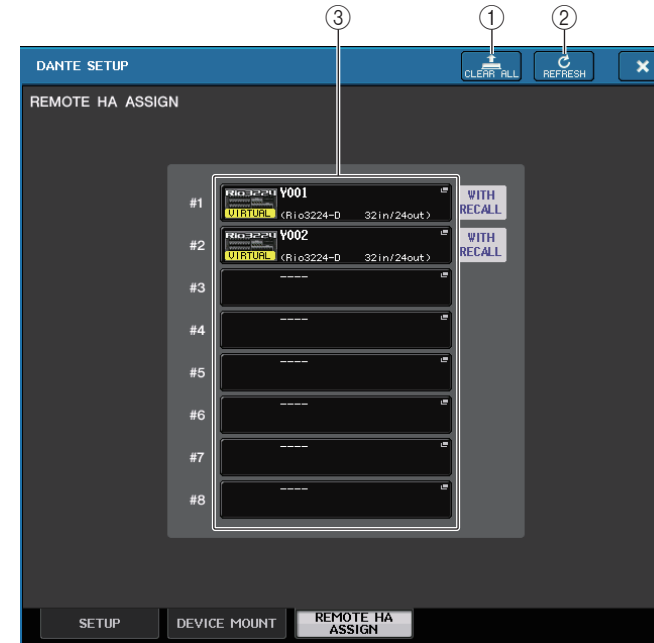 ③ ① ②
DANTE SETUP
CLEAR ALL
REFRESH
REMOTE HA ASSIGN
#1
Rio3224
VIRTUAL
Y001
(Rio3224-D 32in/24out)
WITH
RECALL
#2
Rio3224
VIRTUAL
Y002
(Rio3224-D 32in/24out)
WITH
RECALL
#3 ----
#4 ----
#5 ----
#6 ----
#7 ----
#8 ----
SETUP
DEVICE MOUNT
REMOTE HA
ASSIGN